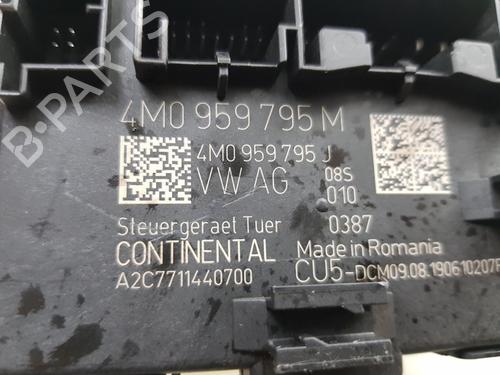 B-PARTS
4M0 959 795 M
4M0 959 795 J
VW AG
08S
010
Steuergeraet Tuer 0387
CONTINENTAL Made in Romania
A2C7711440700 CU5-DCM09.08.190610207F